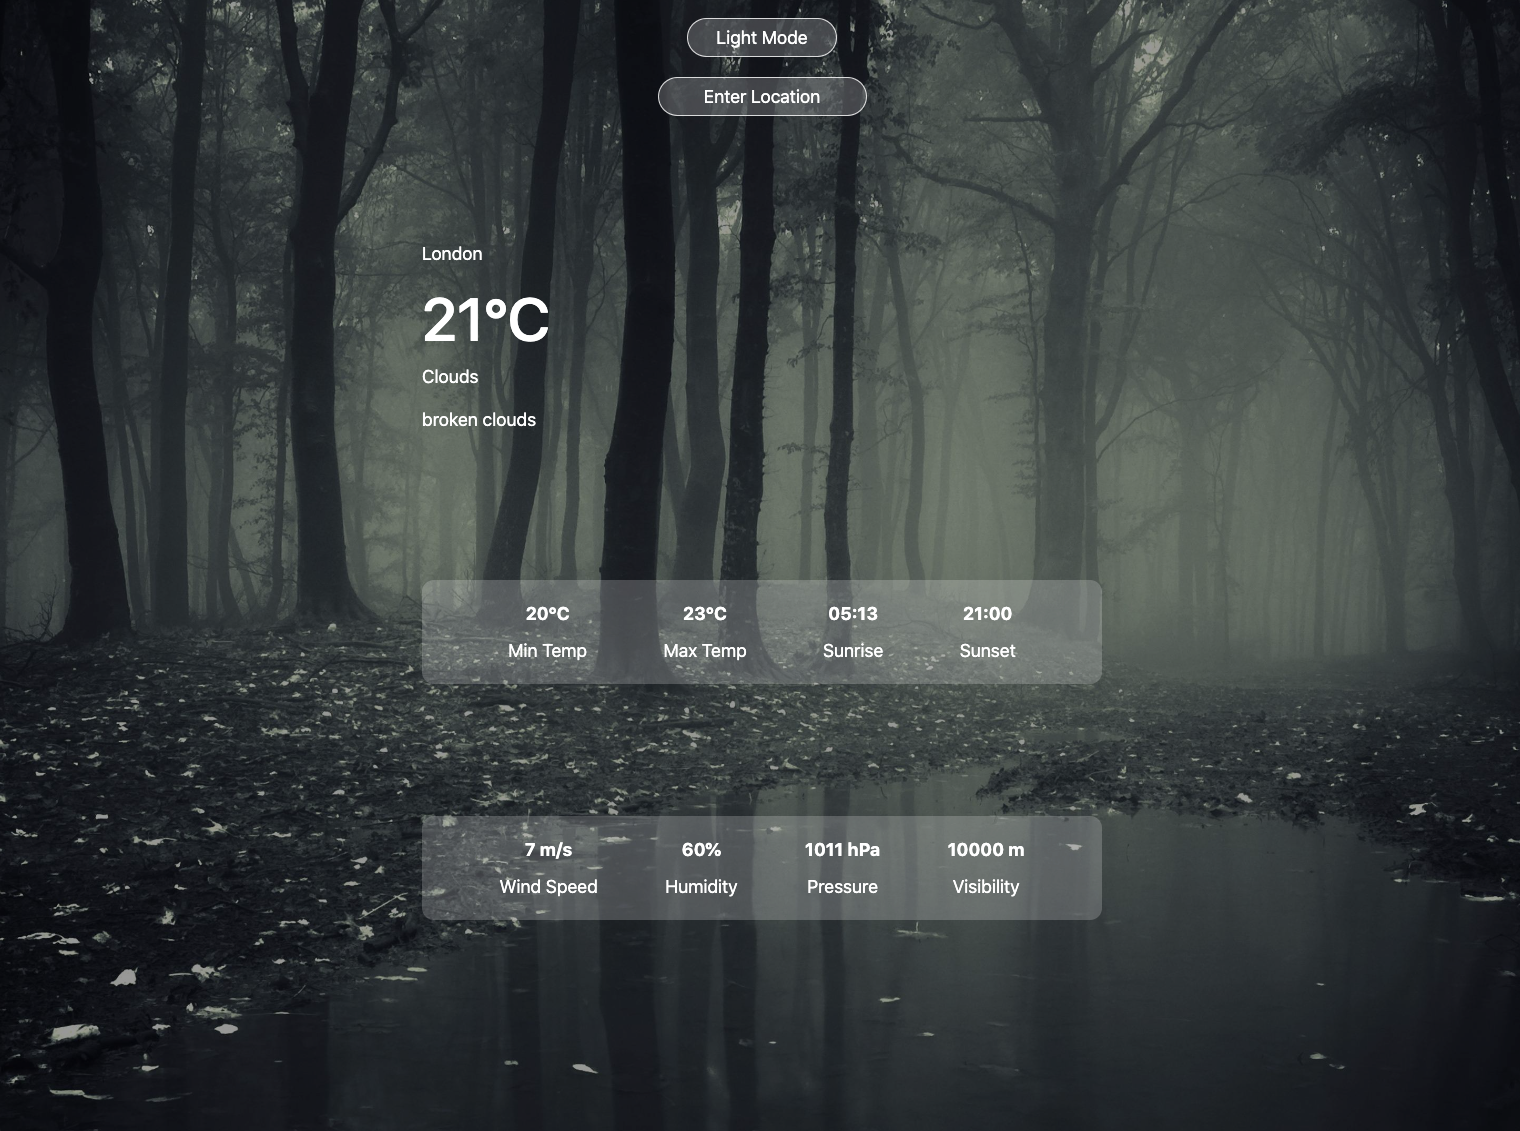 Light Mode
Enter Location
London
21°C
Clouds
broken clouds
20°C 23°C 05:13 21:00
Min Temp Max Temp Sunrise Sunset
7 m/s 60% 1011 hPa 10000 m
Wind Speed Humidity Pressure Visibility